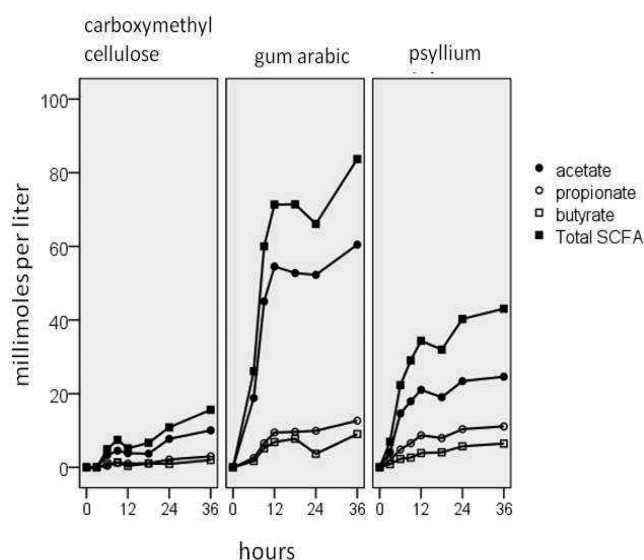 carboxymethyl
cellulose
gum arabic
psyllium
100
80
60
40
20
0
millimoles per liter
0 12 24 36
0 12 24 36
0 12 24 36
hours
acetate
propionate
butyrate
Total SCFA